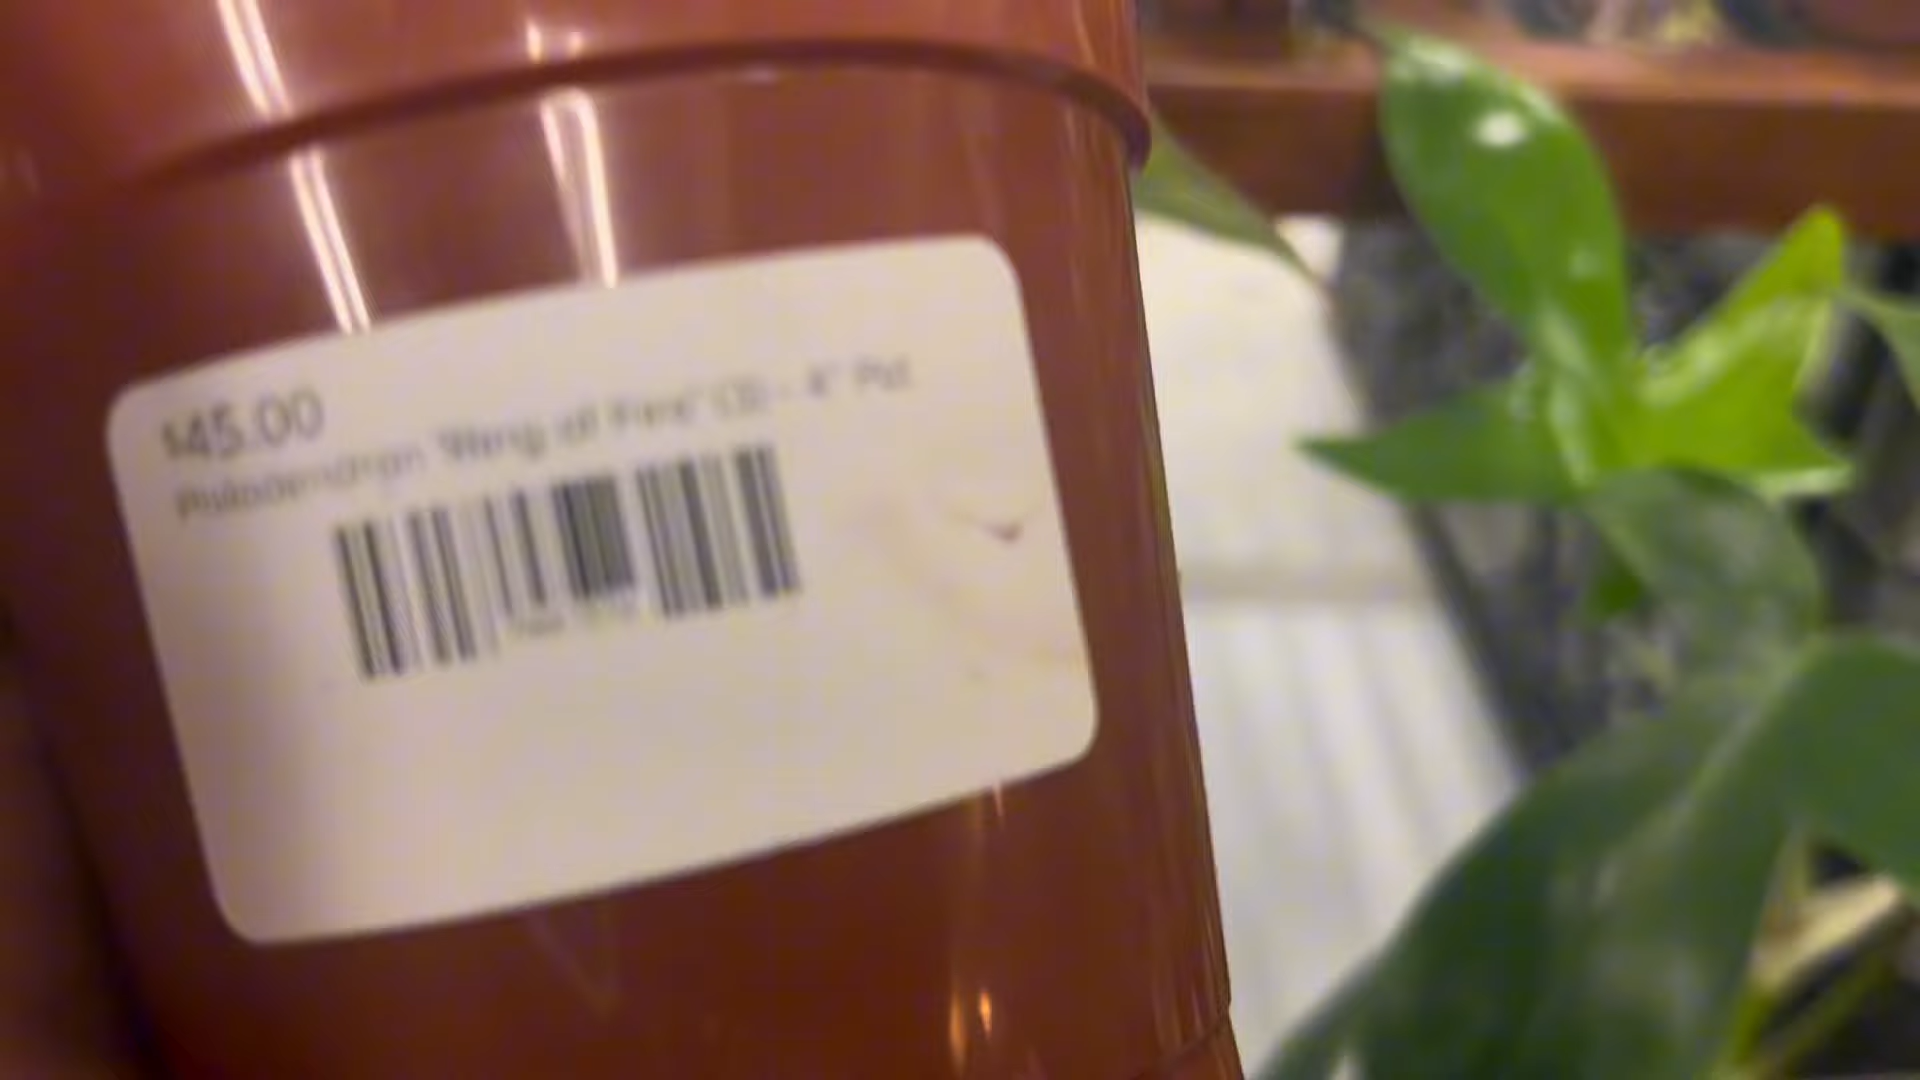 $45.00
Philodendron 'Ring of Fire' - 4" Pot